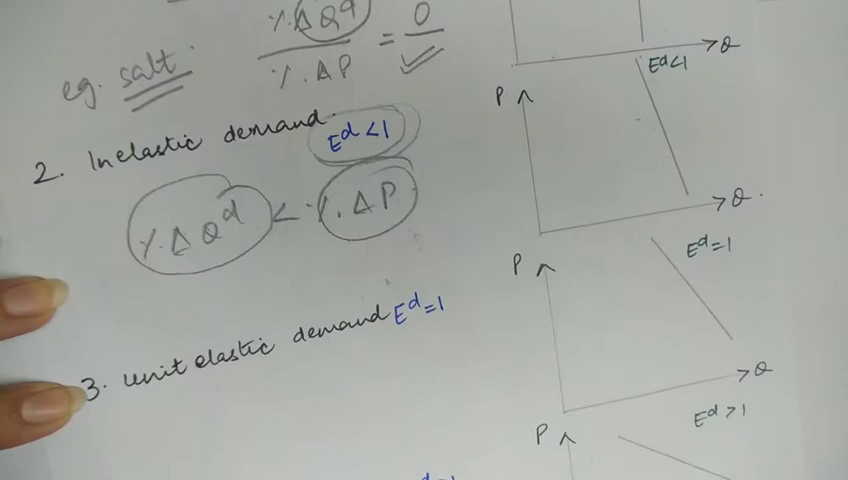 %ΔQd
%.ΔP
= 0
eg. salt.
2. Inelastic demand. Ed<1
%ΔQd < %.ΔP
3. unit elastic demand Ed=1
Q
Ed<1
P
Q
Ed=1
P
Q
Ed>1
P